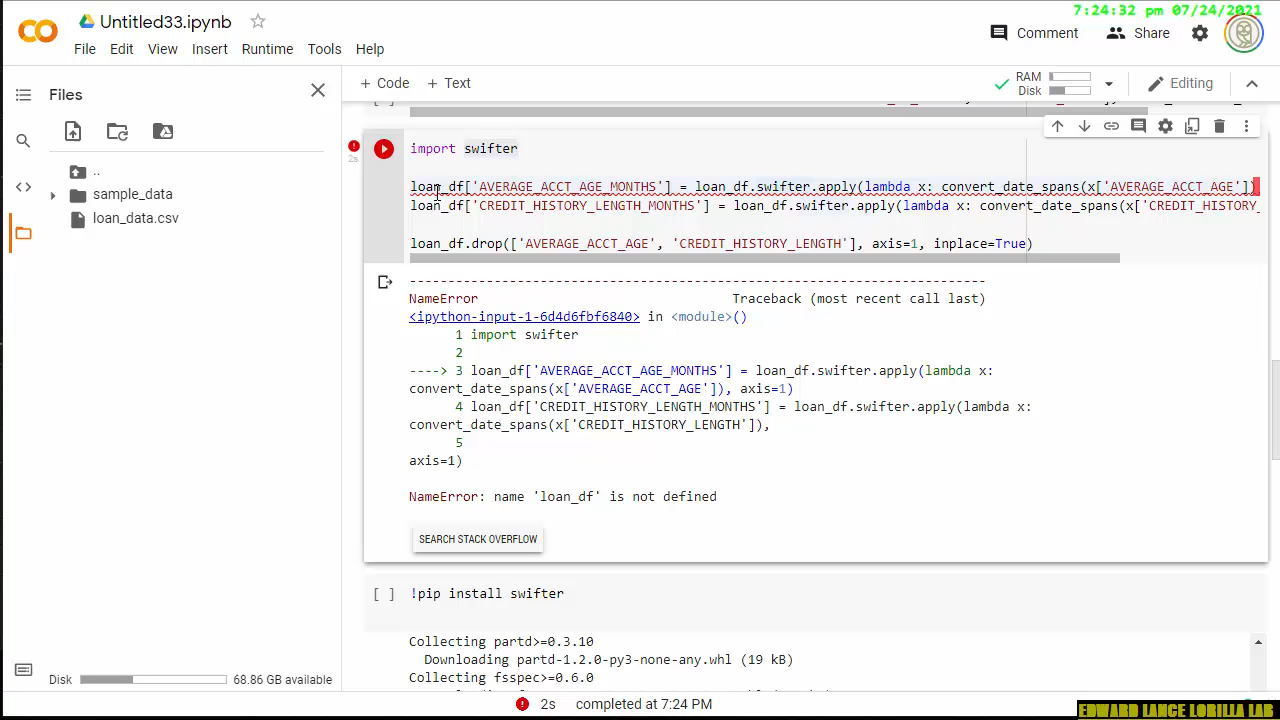 7:24:32 pm 07/24/2021
Untitled33.ipynb
File Edit View Insert Runtime Tools Help
Comment Share
Files
+ Code + Text
RAM
Disk
Editing
..
sample_data
loan_data.csv
import swifter
loan_df['AVERAGE_ACCT_AGE_MONTHS'] = loan_df.swifter.apply(lambda x: convert_date_spans(x['AVERAGE_ACCT_AGE'])
loan_df['CREDIT_HISTORY_LENGTH_MONTHS'] = loan_df.swifter.apply(lambda x: convert_date_spans(x['CREDIT_HISTORY_
loan_df.drop(['AVERAGE_ACCT_AGE', 'CREDIT_HISTORY_LENGTH'], axis=1, inplace=True)
2s
---------------------------------------------------------------------------
NameError Traceback (most recent call last)
<ipython-input-1-6d4d6fbf6840> in <module>()
1 import swifter
2
----> 3 loan_df['AVERAGE_ACCT_AGE_MONTHS'] = loan_df.swifter.apply(lambda x:
convert_date_spans(x['AVERAGE_ACCT_AGE']), axis=1)
4 loan_df['CREDIT_HISTORY_LENGTH_MONTHS'] = loan_df.swifter.apply(lambda x:
convert_date_spans(x['CREDIT_HISTORY_LENGTH']),
5
axis=1)
NameError: name 'loan_df' is not defined
SEARCH STACK OVERFLOW
[ ] !pip install swifter
Collecting partd>=0.3.10
Downloading partd-1.2.0-py3-none-any.whl (19 kB)
Collecting fsspec>=0.6.0
Disk 68.86 GB available
2s completed at 7:24 PM
EDWARD LANCE LORILLA LAB